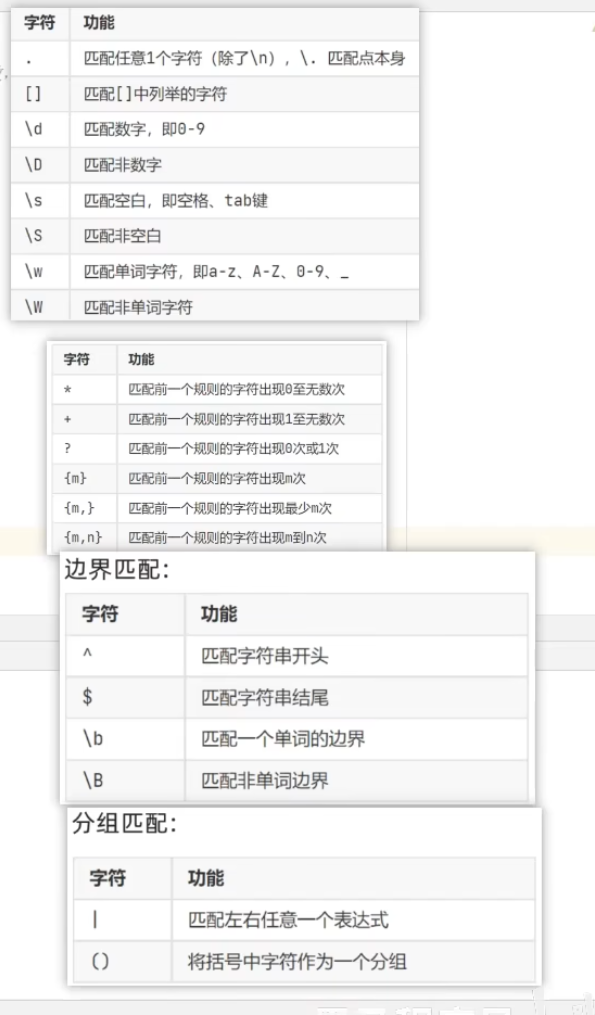 字符 功能
. 匹配任意1个字符（除了\n），\. 匹配点本身
[] 匹配[]中列举的字符
\d 匹配数字，即0-9
\D 匹配非数字
\s 匹配空白，即空格、tab键
\S 匹配非空白
\w 匹配单词字符，即a-z、A-Z、0-9、_
\W 匹配非单词字符
字符 功能
* 匹配前一个规则的字符出现0至无数次
+ 匹配前一个规则的字符出现1至无数次
? 匹配前一个规则的字符出现0次或1次
{m} 匹配前一个规则的字符出现m次
{m,} 匹配前一个规则的字符出现最少m次
{m,n} 匹配前一个规则的字符出现m到n次
边界匹配：
字符 功能
^ 匹配字符串开头
$ 匹配字符串结尾
\b 匹配一个单词的边界
\B 匹配非单词边界
分组匹配：
字符 功能
| 匹配左右任意一个表达式
() 将括号中字符作为一个分组